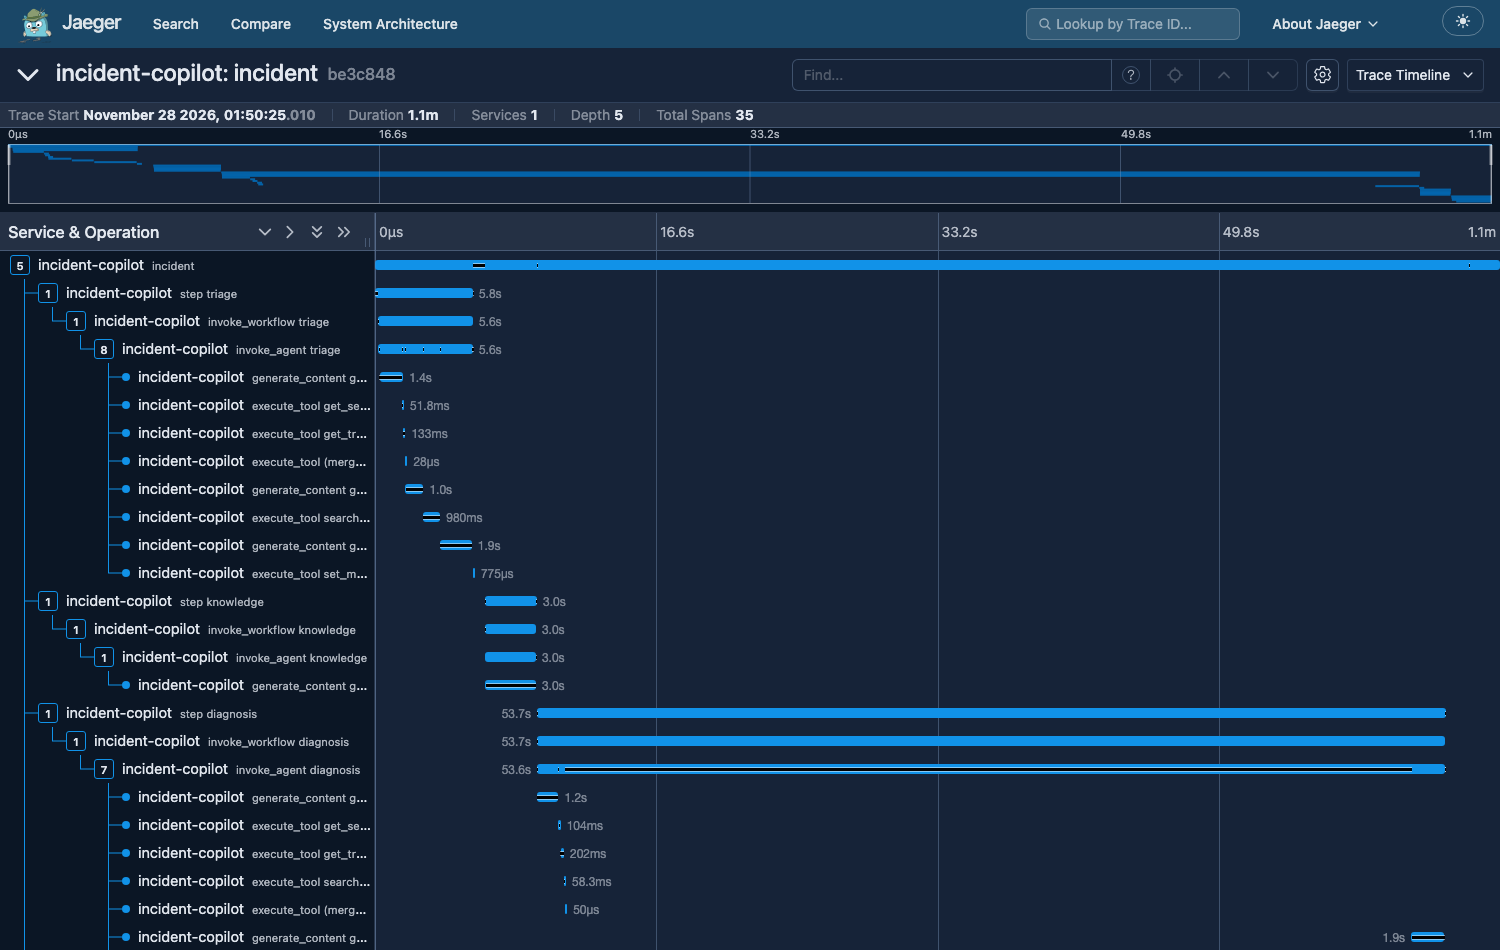 Jaeger Search Compare System Architecture Lookup by Trace ID... About Jaeger
incident-copilot: incident be3c848 Find... ? Trace Timeline
Trace Start November 28 2026, 01:50:25.010 Duration 1.1m Services 1 Depth 5 Total Spans 35
0μs 16.6s 33.2s 49.8s 1.1m
Service & Operation 0μs 16.6s 33.2s 49.8s 1.1m
5 incident-copilot incident
1 incident-copilot step triage 5.8s
1 incident-copilot invoke_workflow triage 5.6s
8 incident-copilot invoke_agent triage 5.6s
incident-copilot generate_content g... 1.4s
incident-copilot execute_tool get_se... 51.8ms
incident-copilot execute_tool get_tr... 133ms
incident-copilot execute_tool (merg... 28μs
incident-copilot generate_content g... 1.0s
incident-copilot execute_tool search... 980ms
incident-copilot generate_content g... 1.9s
incident-copilot execute_tool set_m... 775μs
1 incident-copilot step knowledge 3.0s
1 incident-copilot invoke_workflow knowledge 3.0s
1 incident-copilot invoke_agent knowledge 3.0s
incident-copilot generate_content g... 3.0s
1 incident-copilot step diagnosis 53.7s
1 incident-copilot invoke_workflow diagnosis 53.7s
7 incident-copilot invoke_agent diagnosis 53.6s
incident-copilot generate_content g... 1.2s
incident-copilot execute_tool get_se... 104ms
incident-copilot execute_tool get_tr... 202ms
incident-copilot execute_tool search... 58.3ms
incident-copilot execute_tool (merg... 50μs
incident-copilot generate_content g... 1.9s